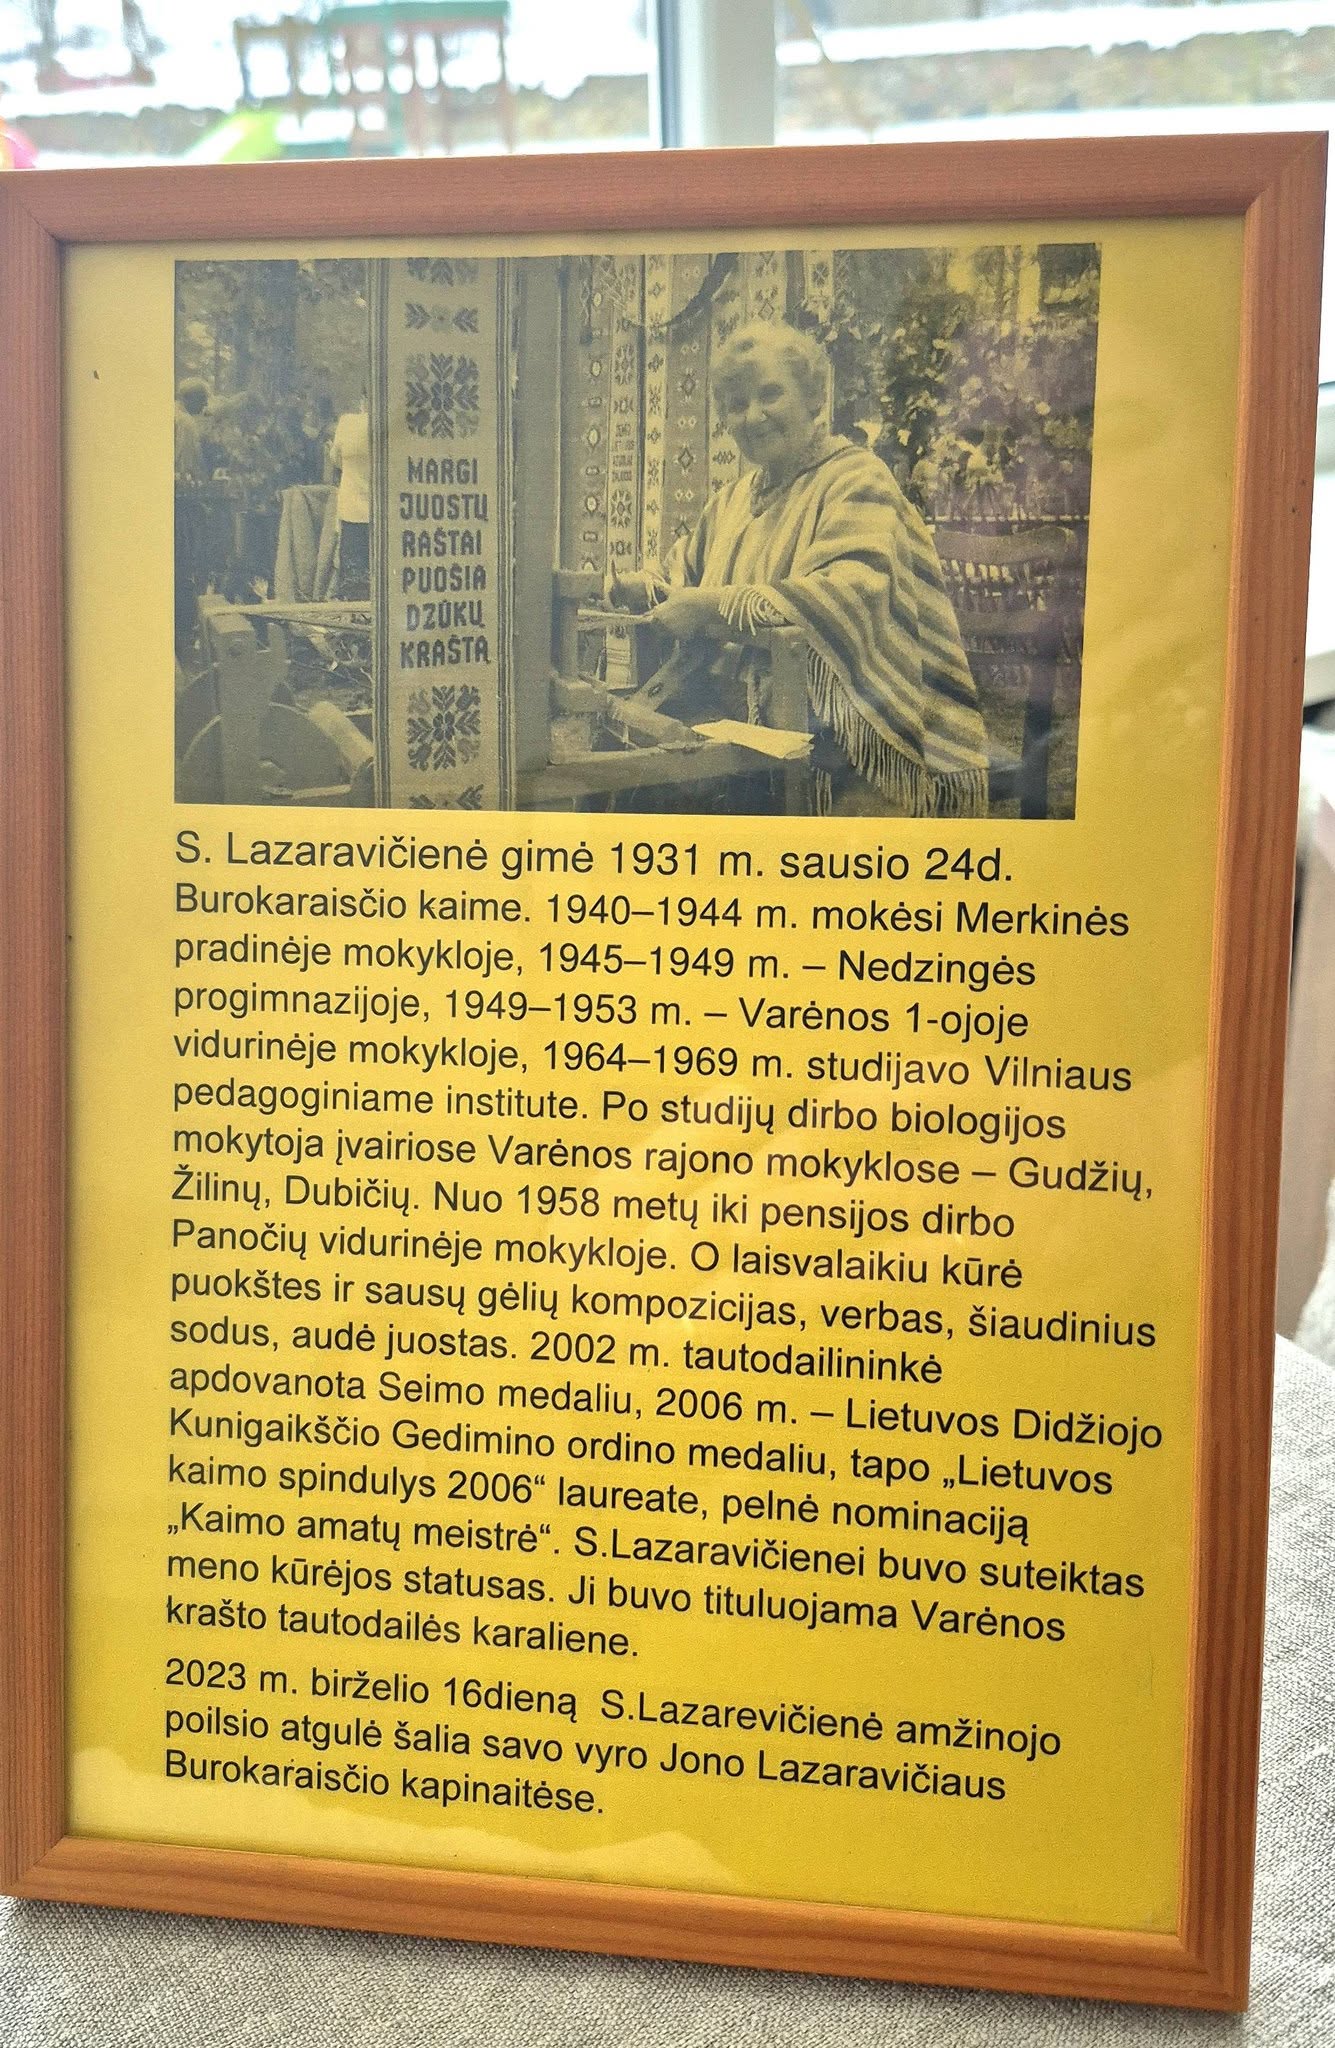 MARGI
JUOSTŲ
RAŠTAI
PUOŠIA
DZŪKŲ
KRAŠTĄ
S. Lazaravičienė gimė 1931 m. sausio 24d.
Burokaraisčio kaime. 1940–1944 m. mokėsi Merkinės
pradinėje mokykloje, 1945–1949 m. – Nedzingės
progimnazijoje, 1949–1953 m. – Varėnos 1-ojoje
vidurinėje mokykloje, 1964–1969 m. studijavo Vilniaus
pedagoginiame institute. Po studijų dirbo biologijos
mokytoja įvairiose Varėnos rajono mokyklose – Gudžių,
Žilinų, Dubičių. Nuo 1958 metų iki pensijos dirbo
Panočių vidurinėje mokykloje. O laisvalaikiu kūrė
puokštes ir sausų gėlių kompozicijas, verbas, šiaudinius
sodus, audė juostas. 2002 m. tautodailininkė
apdovanota Seimo medaliu, 2006 m. – Lietuvos Didžiojo
Kunigaikščio Gedimino ordino medaliu, tapo „Lietuvos
kaimo spindulys 2006“ laureate, pelnė nominaciją
„Kaimo amatų meistrė“. S.Lazaravičienei buvo suteiktas
meno kūrėjos statusas. Ji buvo tituluojama Varėnos
krašto tautodailės karaliene.
2023 m. birželio 16dieną S.Lazarevičienė amžinojo
poilsio atgulė šalia savo vyro Jono Lazaravičiaus
Burokaraisčio kapinaitėse.